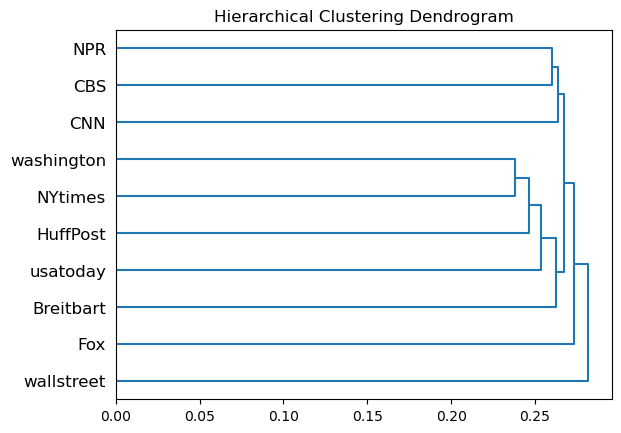 Hierarchical Clustering Dendrogram
NPR
CBS
CNN
washington
NYtimes
HuffPost
usatoday
Breitbart
Fox
wallstreet
0.00 0.05 0.10 0.15 0.20 0.25